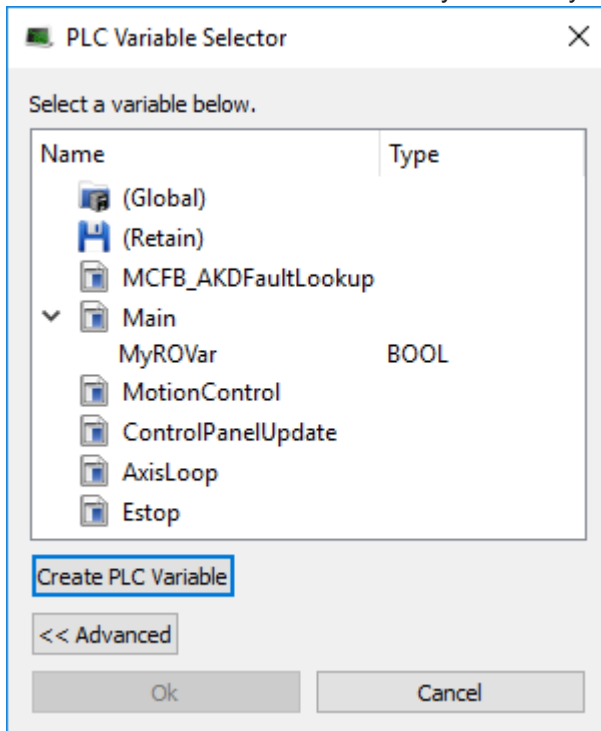 PLC Variable Selector
Select a variable below.
Name Type
(Global)
(Retain)
MCFB_AKDFaultLookup
Main
MyROVar BOOL
MotionControl
ControlPanelUpdate
AxisLoop
Estop
Create PLC Variable
<< Advanced
Ok Cancel